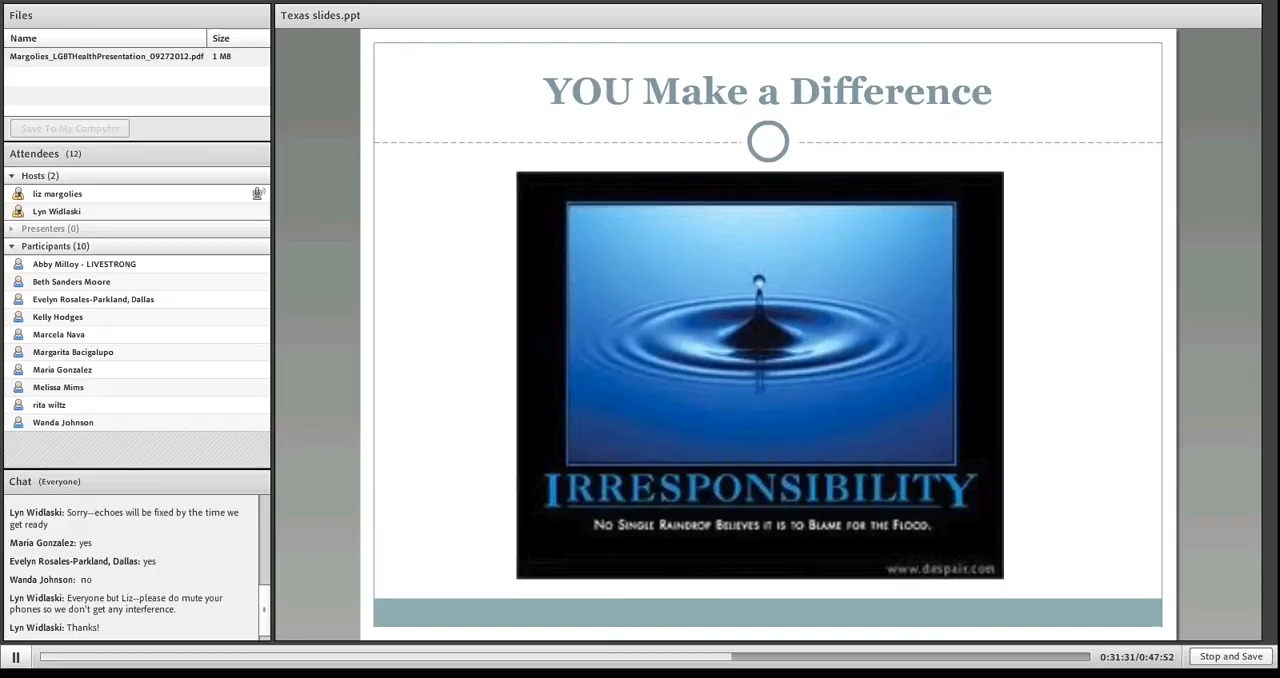 Files
Name Size
Margolies_LGBTHealthPresentation_09272012.pdf 1 MB
Save To My Computer
Attendees (12)
Hosts (2)
liz margolies
Lyn Widlaski
Presenters (0)
Participants (10)
Abby Milloy - LIVESTRONG
Beth Sanders Moore
Evelyn Rosales-Parkland, Dallas
Kelly Hodges
Marcela Nava
Margarita Bacigalupo
Maria Gonzalez
Melissa Mims
rita wiltz
Wanda Johnson
Chat (Everyone)
Lyn Widlaski: Sorry--echoes will be fixed by the time we
get ready
Maria Gonzalez: yes
Evelyn Rosales-Parkland, Dallas: yes
Wanda Johnson: no
Lyn Widlaski: Everyone but Liz--please do mute your
phones so we don't get any interference.
Lyn Widlaski: Thanks!
Texas slides.ppt
YOU Make a Difference
IRRESPONSIBILITY
NO SINGLE RAINDROP BELIEVES IT IS TO BLAME FOR THE FLOOD.
www.despair.com
0:31:31/0:47:52
Stop and Save